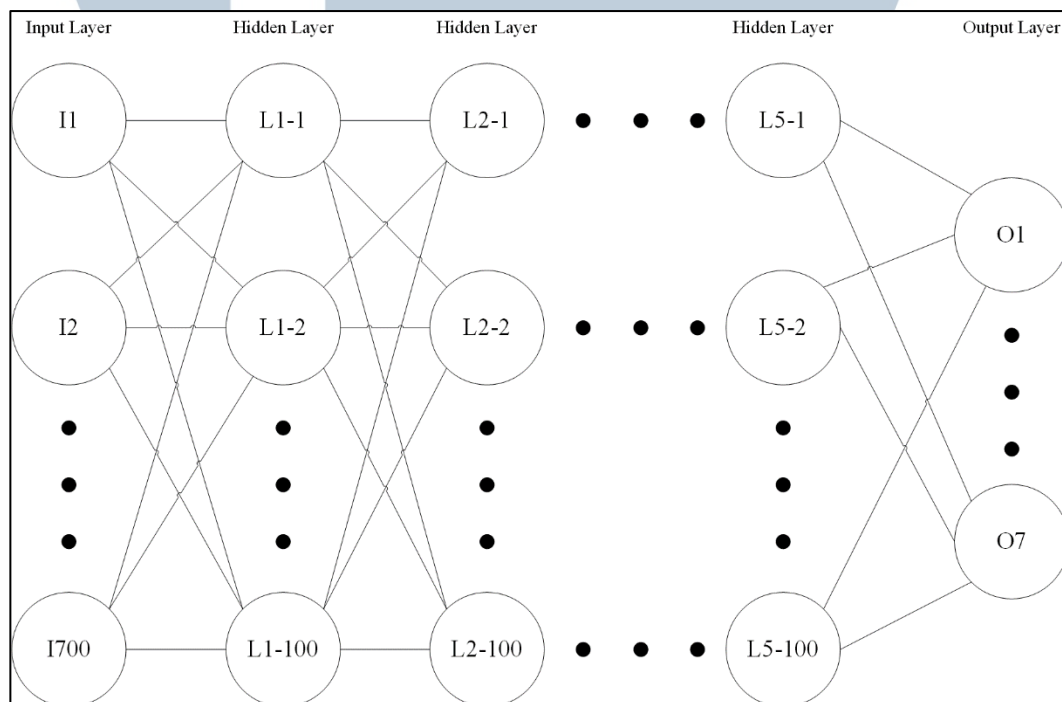 Input Layer Hidden Layer Hidden Layer Hidden Layer Output Layer
I1 L1-1 L2-1 L5-1
O1
I2 L1-2 L2-2 L5-2
O7
I700 L1-100 L2-100 L5-100